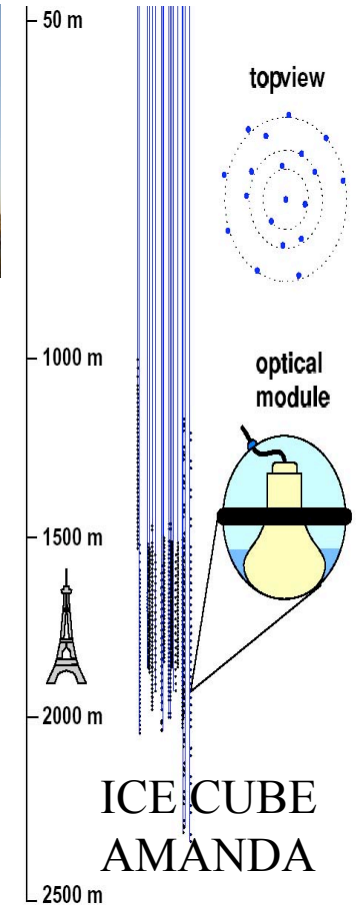 50 m
topview
1000 m
optical
module
1500 m
2000 m
ICE CUBE
AMANDA
2500 m